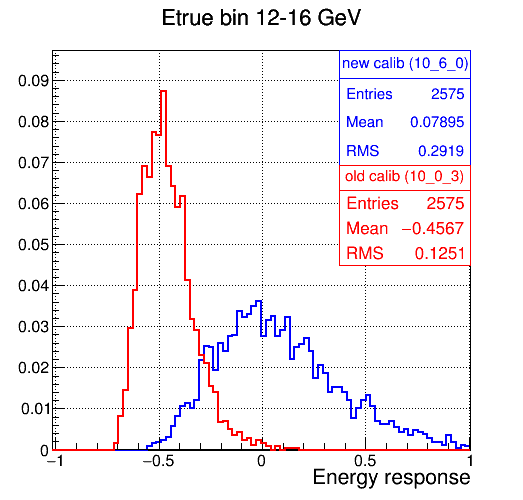 Etrue bin 12-16 GeV
new calib (10_6_0)
Entries 2575
Mean 0.07895
RMS 0.2919
old calib (10_0_3)
Entries 2575
Mean −0.4567
RMS 0.1251
0.09
0.08
0.07
0.06
0.05
0.04
0.03
0.02
0.01
0
−1 −0.5 0 0.5 1
Energy response